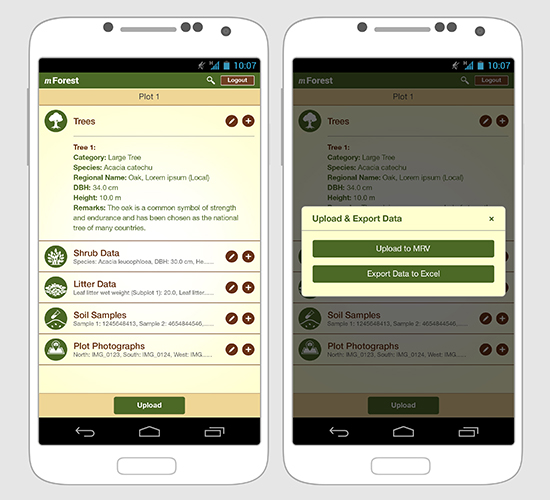 10:07
mForest
Logout
Plot 1
Trees
Tree 1:
Category: Large Tree
Species: Acacia catechu
Regional Name: Oak, Lorem ipsum (Local)
DBH: 34.0 cm
Height: 10.0 m
Remarks: The oak is a common symbol of strength
and endurance and has been chosen as the national
tree of many countries.
Shrub Data
Species: Acacia leucophloea, DBH: 30.0 cm, He......
Litter Data
Leaf litter wet weight (Subplot 1): 20.0, Leaf litter....
Soil Samples
Sample 1: 1245648413, Sample 2: 4654844546,......
Plot Photographs
North: IMG_0123, South: IMG_0124, West: IMG......
Upload
10:07
mForest
Logout
Plot 1
Trees
Tree 1:
Category: Large Tree
Species: Acacia catechu
Regional Name: Oak, Lorem ipsum (Local)
DBH: 34.0 cm
Upload & Export Data
×
Upload to MRV
Export Data to Excel
Soil Samples
Sample 1: 1245648413, Sample 2: 4654844546,......
Plot Photographs
North: IMG_0123, South: IMG_0124, West: IMG......
Upload